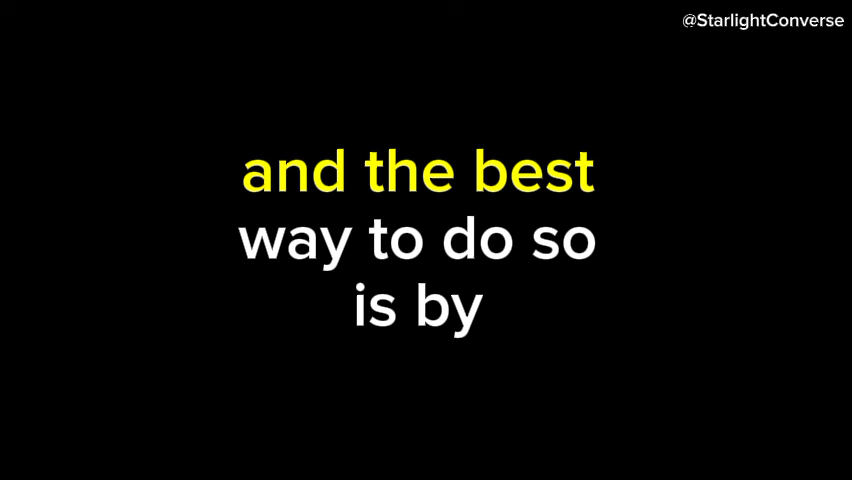 @StarlightConverse
and the best
way to do so
is by